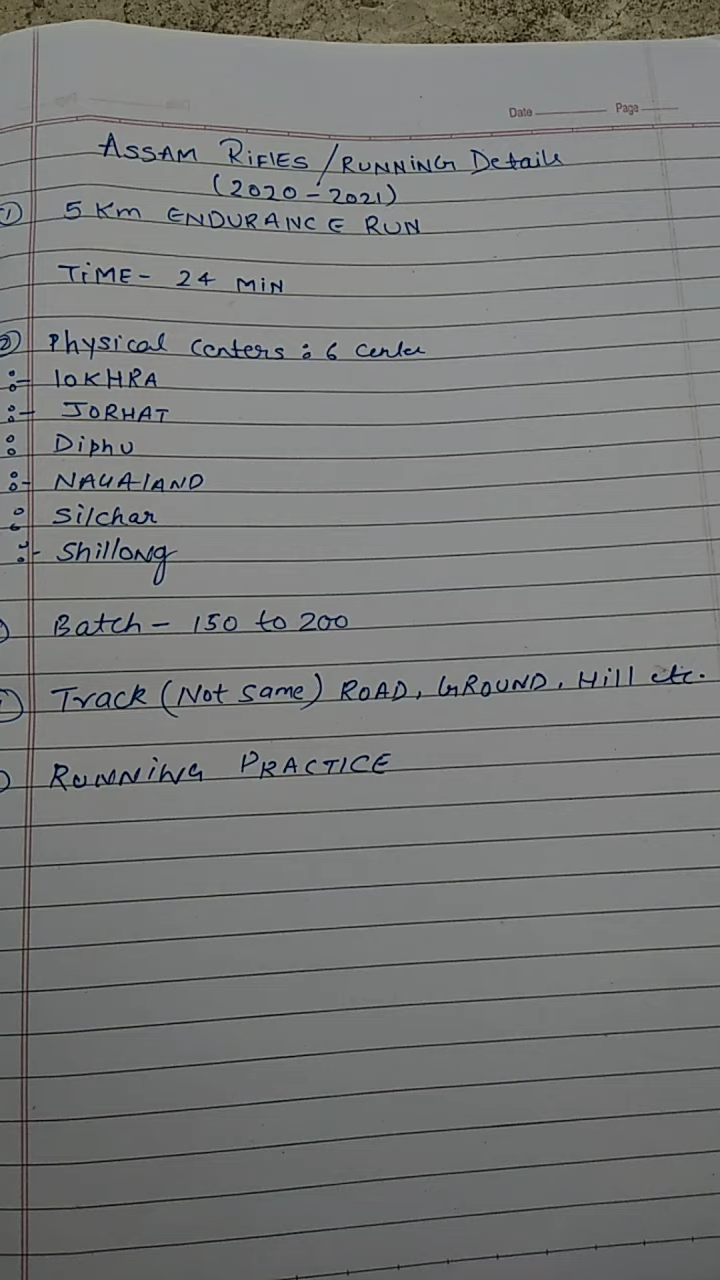 Date Page
ASSAM RIFIES / RUNNING Details
(2020-2021)
① 5 Km ENDURANCE RUN
TIME - 24 MIN
② Physical Centers : 6 Center
:- lOKHRA
:- JORHAT
: Diphu
:- NAGAlAND
: Silchar
:- Shillong
Batch - 150 to 200
Track (Not Same) ROAD, GROUND, Hill etc.
RUNNING PRACTICE